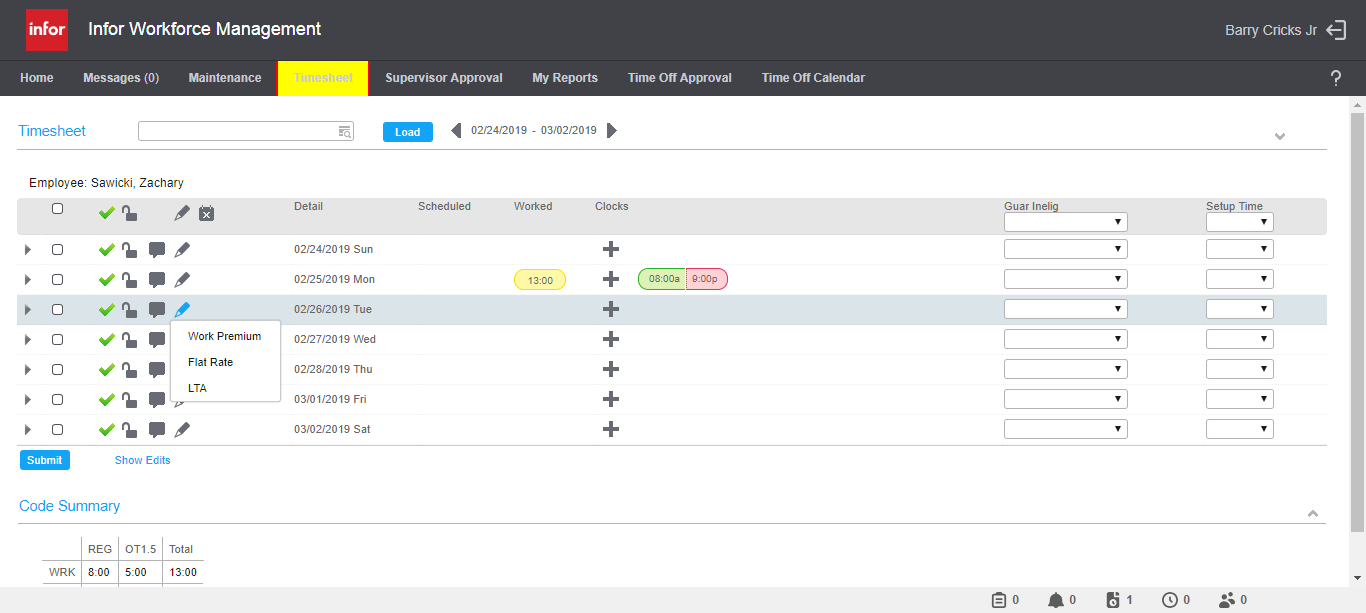 infor Infor Workforce Management Barry Cricks Jr
Home Messages (0) Maintenance Timesheet Supervisor Approval My Reports Time Off Approval Time Off Calendar ?
Timesheet Load 02/24/2019 - 03/02/2019
Employee: Sawicki, Zachary
Detail Scheduled Worked Clocks Guar Inelig Setup Time
02/24/2019 Sun
02/25/2019 Mon 13:00 08:00a 9:00p
02/26/2019 Tue
Work Premium 02/27/2019 Wed
Flat Rate 02/28/2019 Thu
LTA 03/01/2019 Fri
03/02/2019 Sat
Submit Show Edits
Code Summary
REG OT1.5 Total
WRK 8:00 5:00 13:00
0 0 1 0 0